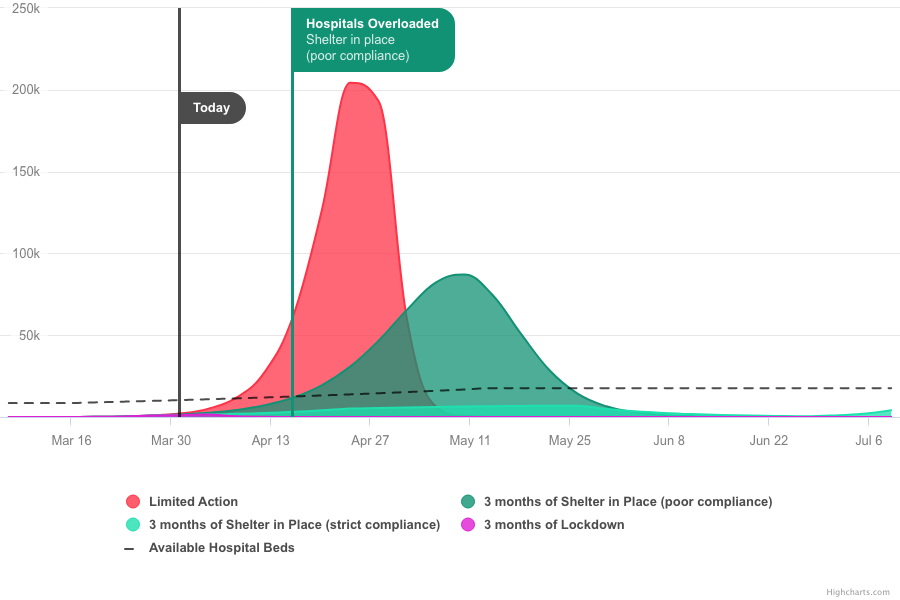 250k
Hospitals Overloaded
Shelter in place
(poor compliance)
200k
Today
150k
100k
50k
Mar 16 Mar 30 Apr 13 Apr 27 May 11 May 25 Jun 8 Jun 22 Jul 6
Limited Action
3 months of Shelter in Place (poor compliance)
3 months of Shelter in Place (strict compliance)
3 months of Lockdown
Available Hospital Beds
Highcharts.com